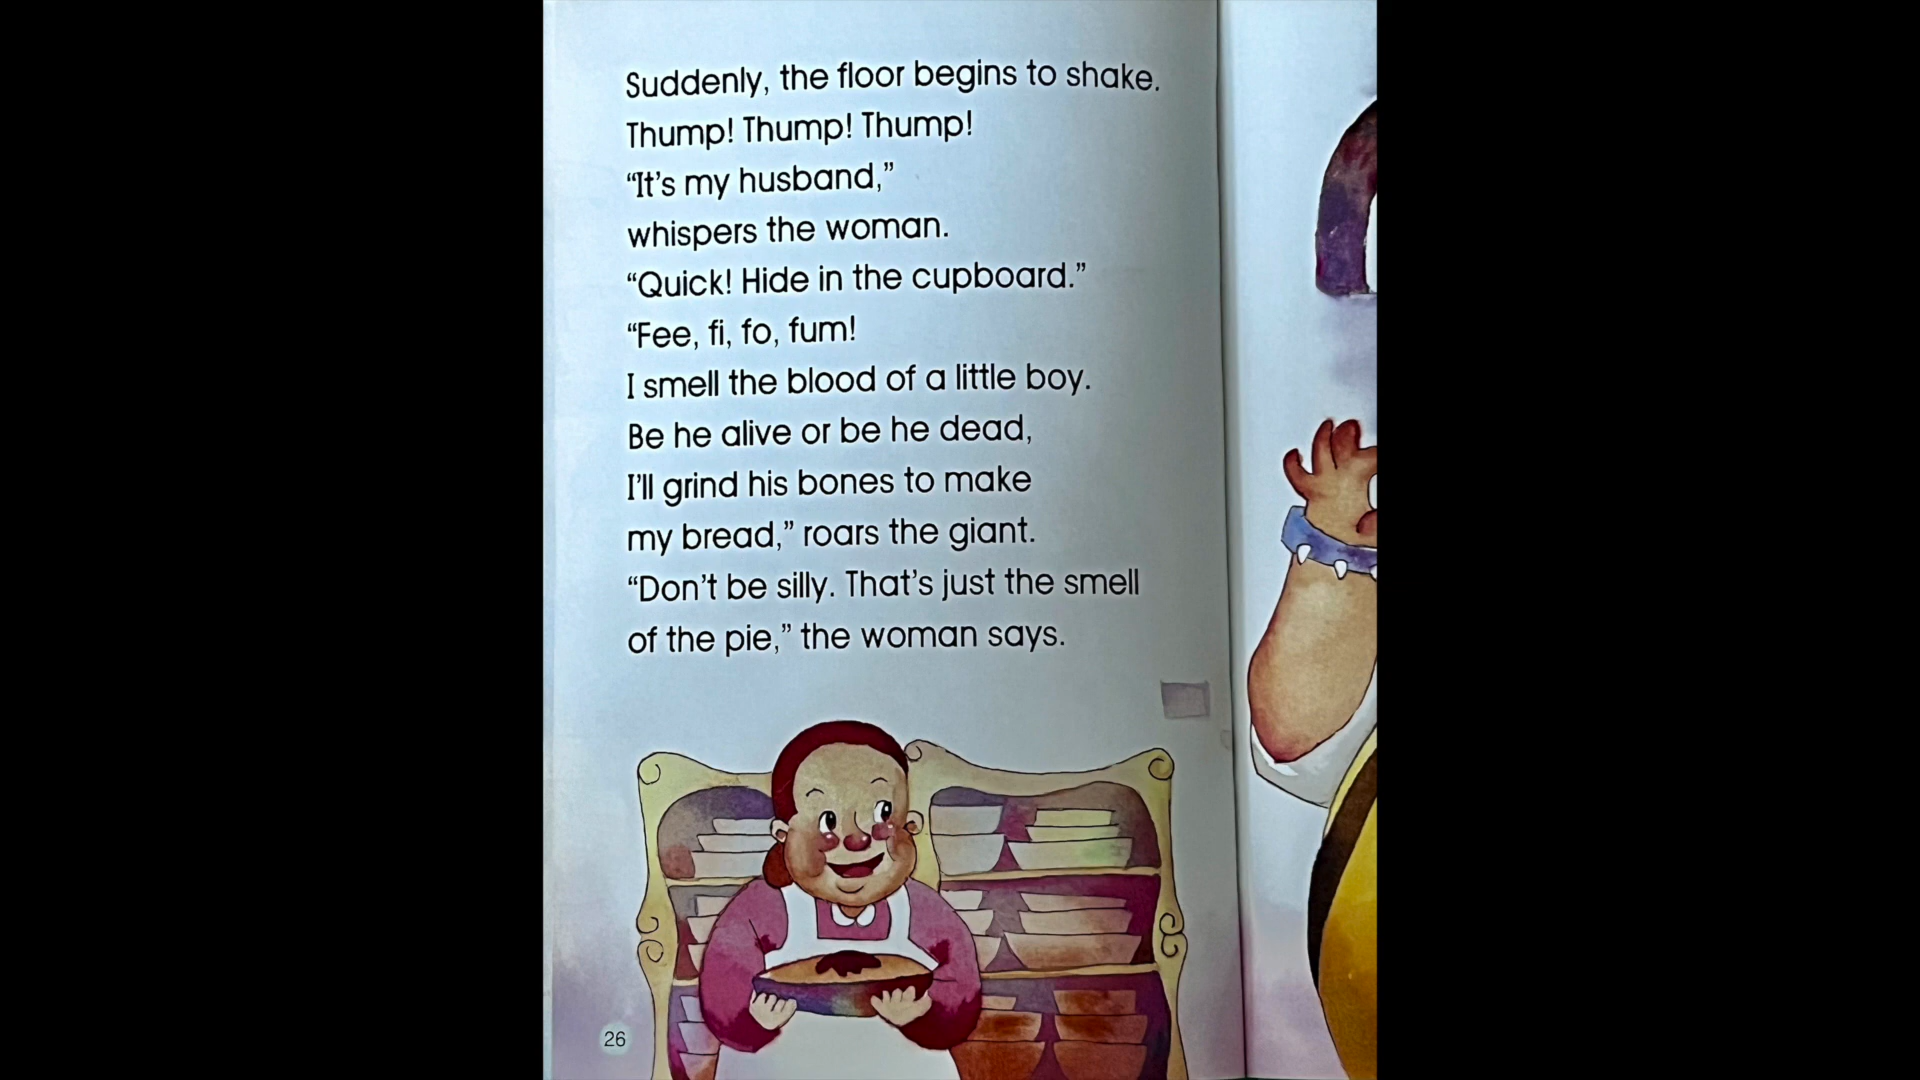 Suddenly, the floor begins to shake.
Thump! Thump! Thump!
“It’s my husband,”
whispers the woman.
“Quick! Hide in the cupboard.”
“Fee, fi, fo, fum!
I smell the blood of a little boy.
Be he alive or be he dead,
I’ll grind his bones to make
my bread,” roars the giant.
“Don’t be silly. That’s just the smell
of the pie,” the woman says.
26